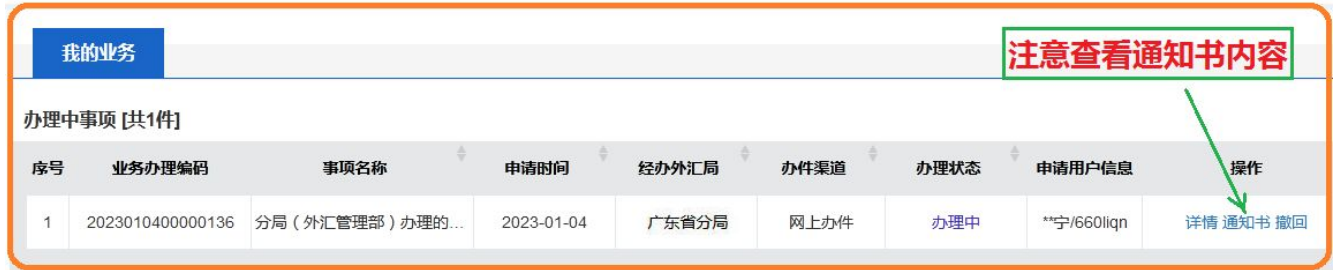 我的业务
注意查看通知书内容
办理中事项 [共1件]
序号 业务办理编码 事项名称 申请时间 经办外汇局 办件渠道 办理状态 申请用户信息 操作
1 2023010400000136 分局（外汇管理部）办理的... 2023-01-04 广东省分局 网上办件 办理中 **宁/660liqn 详情 通知书 撤回